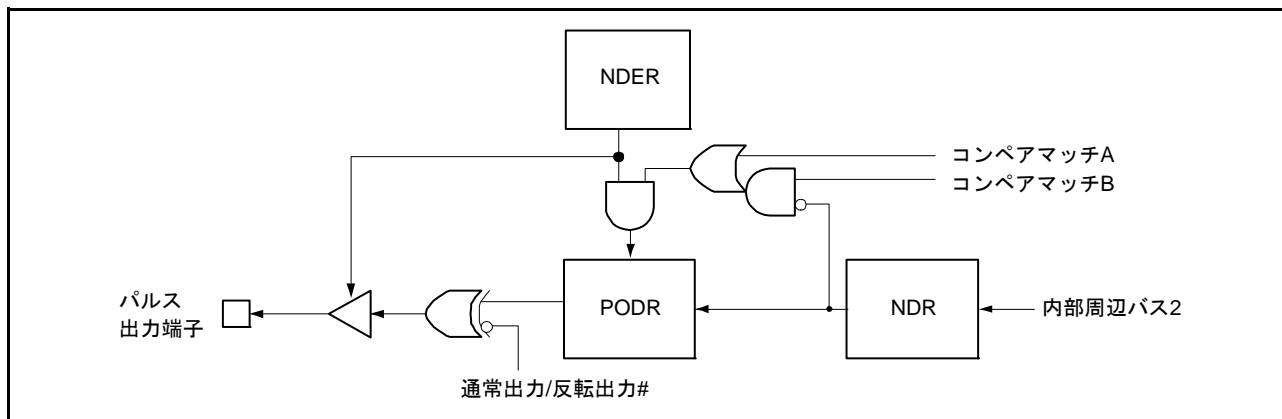 NDER
コンペアマッチA
コンペアマッチB
パルス
出力端子
PODR
NDR
内部周辺バス2
通常出力/反転出力#